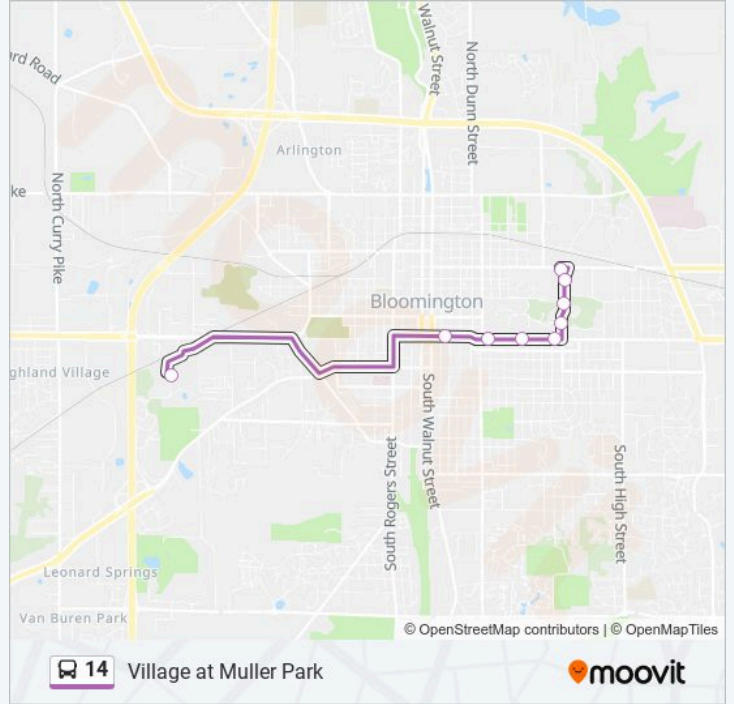 Walnut Street
North Dunn Street
ard Road
Arlington
ke
North Curry Pike
Bloomington
ghland Village
South Walnut Street
South Rogers Street
South High Street
Leonard Springs
Van Buren Park
© OpenStreetMap contributors | © OpenMapTiles
14 Village at Muller Park
moovit